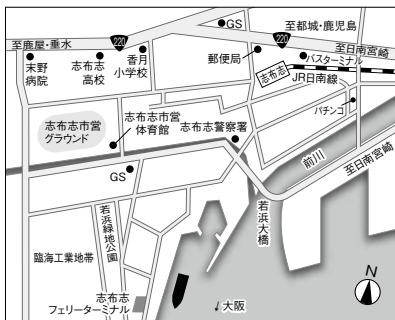 GS
至都城・鹿児島
220
220
至鹿屋・垂水
至日南宮崎
末野
病院
志布志
高校
香月
小学校
郵便局
バスターミナル
志布志
JR日南線
パチンコ
志布志市営
グラウンド
志布志市営
体育館
志布志警察署
前川
至日南宮崎
GS
若浜緑地公園
若浜大橋
臨海工業地帯
志布志
フェリーターミナル
大阪
N